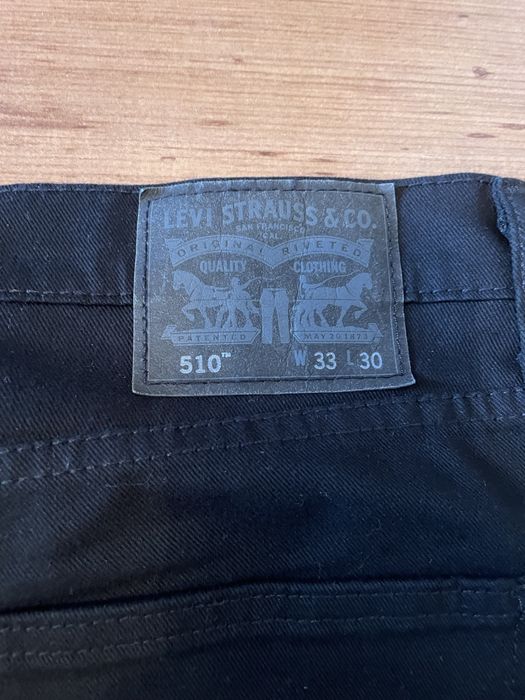 LEVI STRAUSS & CO.
SAN FRANCISCO
ORIGINAL RIVETED
QUALITY CLOTHING
PATENTED MAY 20 1873
510™ W 33 L 30